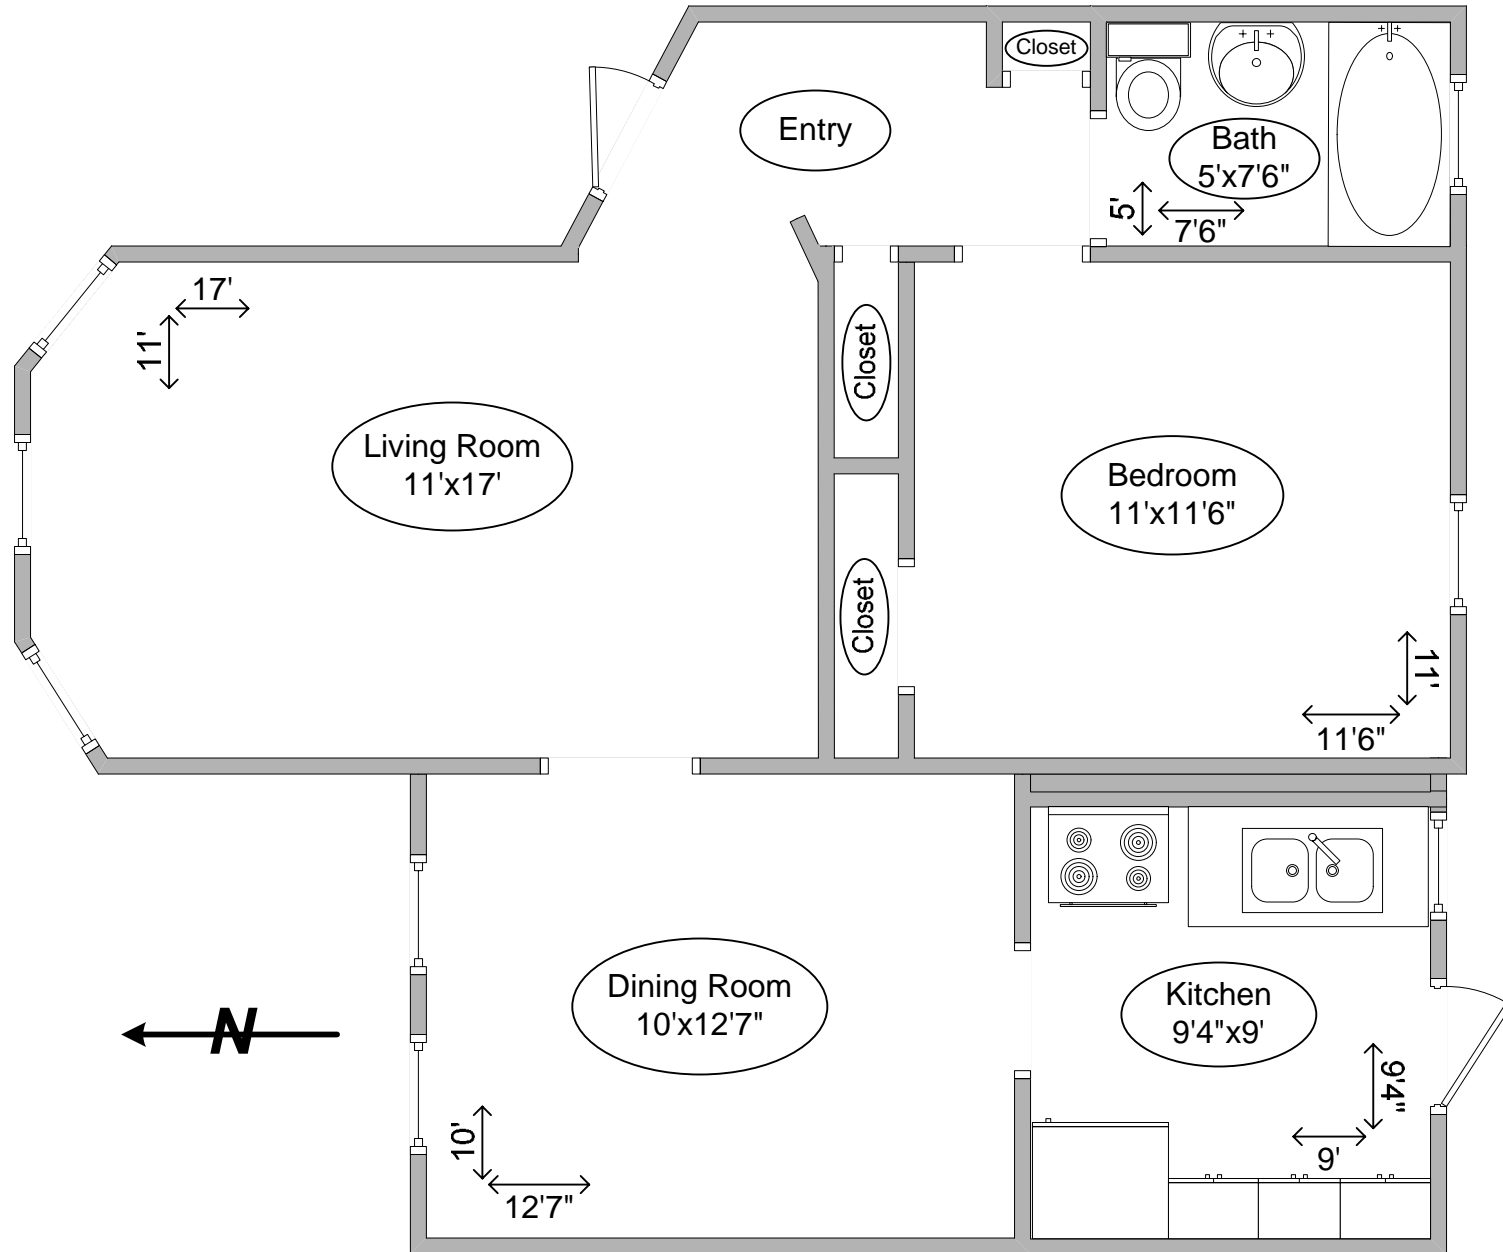 Closet
Entry
Bath
5'x7'6"
5'
7'6"
17'
11'
Closet
Living Room
11'x17'
Bedroom
11'x11'6"
Closet
11'
11'6"
Dining Room
10'x12'7"
Kitchen
9'4"x9'
N
9'4"
10'
9'
12'7"